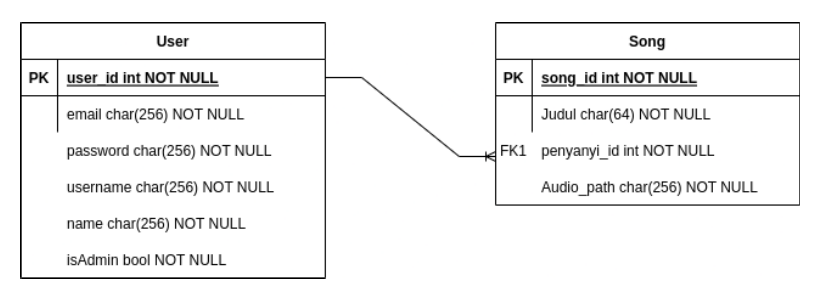 User
PK user_id int NOT NULL
email char(256) NOT NULL
password char(256) NOT NULL
username char(256) NOT NULL
name char(256) NOT NULL
isAdmin bool NOT NULL
Song
PK song_id int NOT NULL
Judul char(64) NOT NULL
FK1 penyanyi_id int NOT NULL
Audio_path char(256) NOT NULL